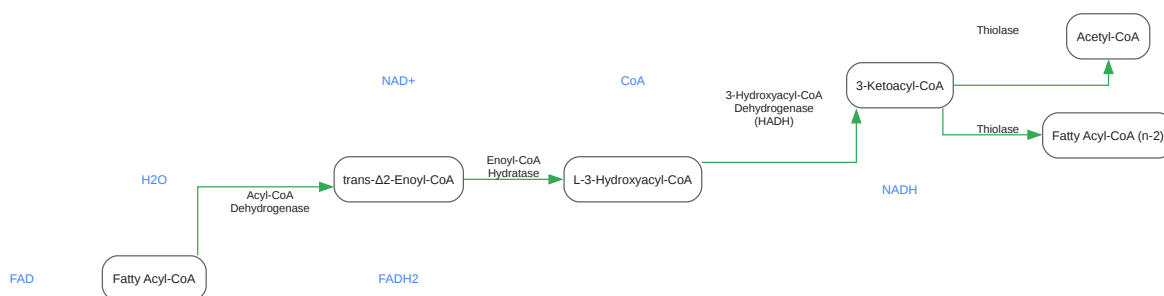 Thiolase
Acetyl-CoA
NAD+
CoA
3-Ketoacyl-CoA
3-Hydroxyacyl-CoA
Dehydrogenase
(HADH)
Thiolase
Fatty Acyl-CoA (n-2)
Enoyl-CoA
Hydratase
H2O
trans-Δ2-Enoyl-CoA
L-3-Hydroxyacyl-CoA
NADH
Acyl-CoA
Dehydrogenase
FAD
Fatty Acyl-CoA
FADH2